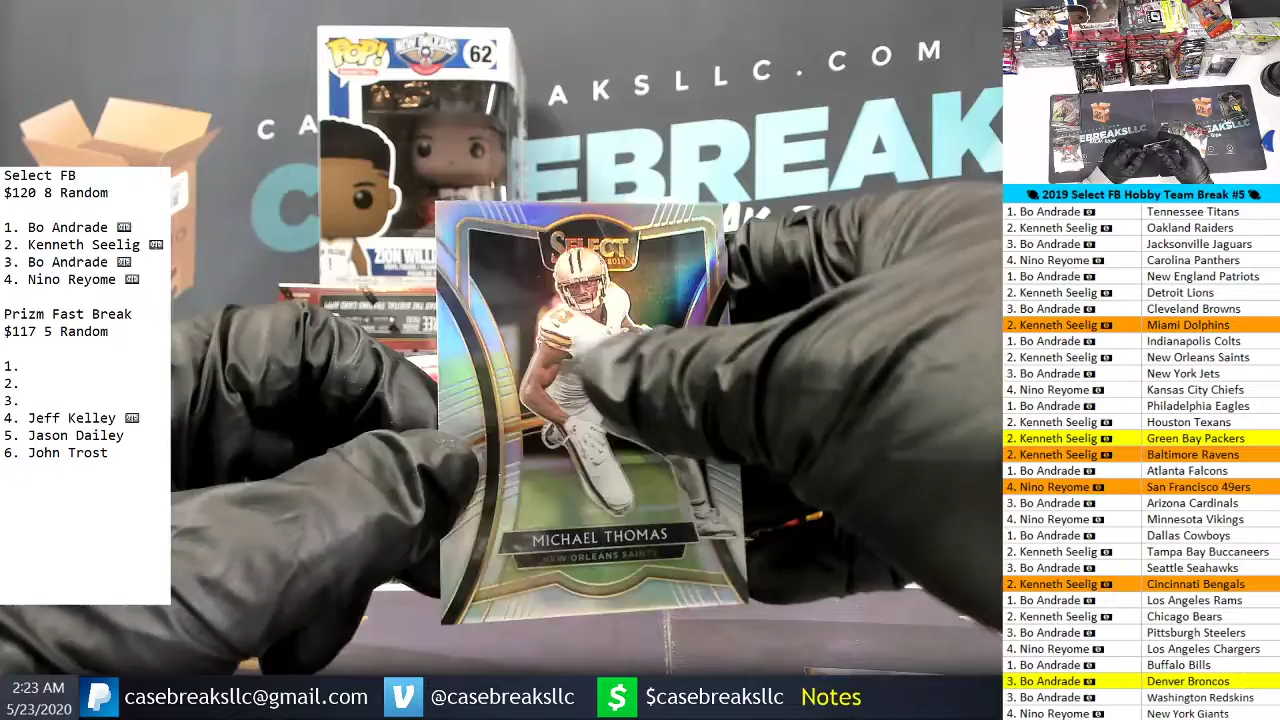 Select FB
$120 8 Random
1. Bo Andrade
2. Kenneth Seelig
3. Bo Andrade
4. Nino Reyome
Prizm Fast Break
$117 5 Random
1.
2.
3.
4. Jeff Kelley
5. Jason Dailey
6. John Trost
POP!
NEW ORLEANS
62
AKSLLC.COM
CA
EBREAK
ZION WILLI
SELECT
2019
MICHAEL THOMAS
NEW ORLEANS SAINTS
EBREAKSLLC
2019 Select FB Hobby Team Break #5
1. Bo Andrade Tennessee Titans
2. Kenneth Seelig Oakland Raiders
3. Bo Andrade Jacksonville Jaguars
4. Nino Reyome Carolina Panthers
1. Bo Andrade New England Patriots
2. Kenneth Seelig Detroit Lions
3. Bo Andrade Cleveland Browns
2. Kenneth Seelig Miami Dolphins
1. Bo Andrade Indianapolis Colts
2. Kenneth Seelig New Orleans Saints
3. Bo Andrade New York Jets
4. Nino Reyome Kansas City Chiefs
1. Bo Andrade Philadelphia Eagles
2. Kenneth Seelig Houston Texans
2. Kenneth Seelig Green Bay Packers
2. Kenneth Seelig Baltimore Ravens
1. Bo Andrade Atlanta Falcons
4. Nino Reyome San Francisco 49ers
3. Bo Andrade Arizona Cardinals
4. Nino Reyome Minnesota Vikings
1. Bo Andrade Dallas Cowboys
2. Kenneth Seelig Tampa Bay Buccaneers
3. Bo Andrade Seattle Seahawks
2. Kenneth Seelig Cincinnati Bengals
1. Bo Andrade Los Angeles Rams
2. Kenneth Seelig Chicago Bears
3. Bo Andrade Pittsburgh Steelers
4. Nino Reyome Los Angeles Chargers
1. Bo Andrade Buffalo Bills
3. Bo Andrade Denver Broncos
3. Bo Andrade Washington Redskins
4. Nino Reyome New York Giants
2:23 AM
5/23/2020
casebreaksllc@gmail.com
@casebreaksllc
$casebreaksllc
Notes